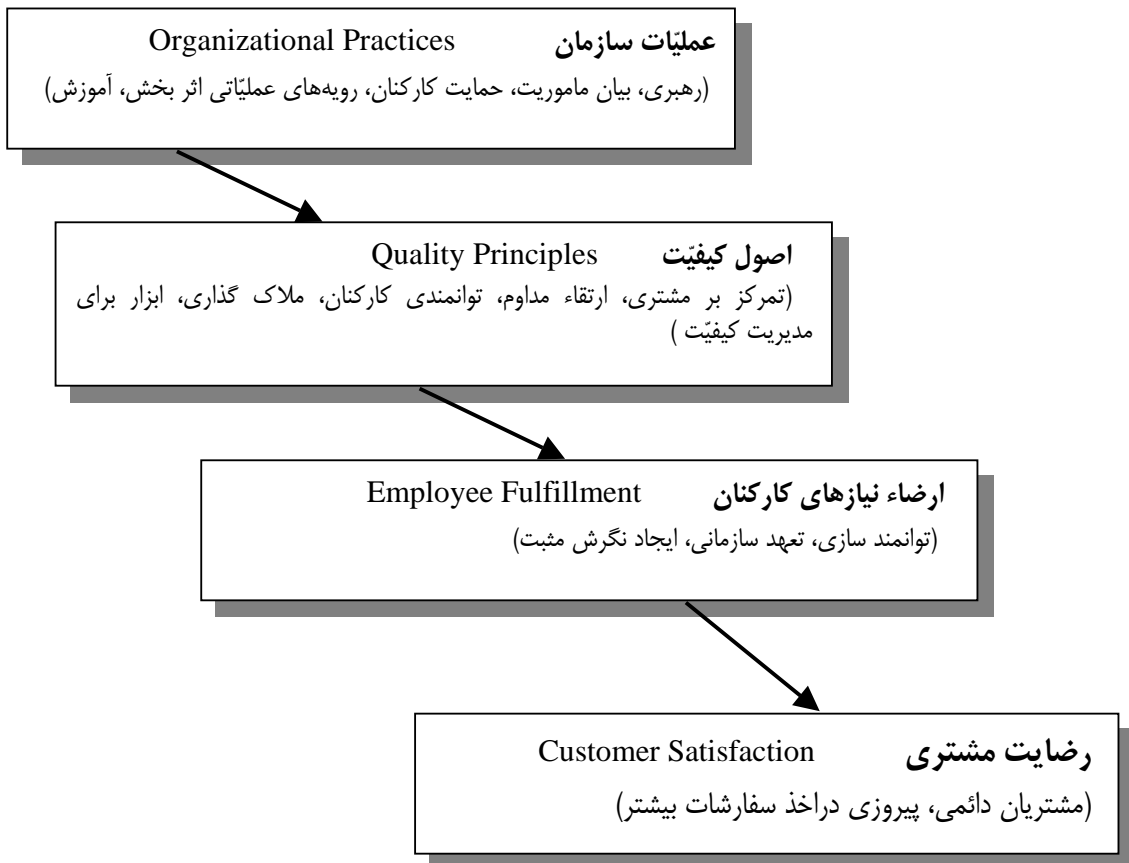 عملیّات سازمان Organizational Practices
(رهبری، بیان ماموریت، حمایت کارکنان، رویه‌های عملیّاتی اثر بخش، آموزش)
اصول کیفیّت Quality Principles
(تمرکز بر مشتری، ارتقاء مداوم، توانمندی کارکنان، ملاک گذاری، ابزار برای
مدیریت کیفیّت )
ارضاء نیازهای کارکنان Employee Fulfillment
(توانمند سازی، تعهد سازمانی، ایجاد نگرش مثبت)
رضایت مشتری Customer Satisfaction
(مشتریان دائمی، پیروزی دراخذ سفارشات بیشتر)